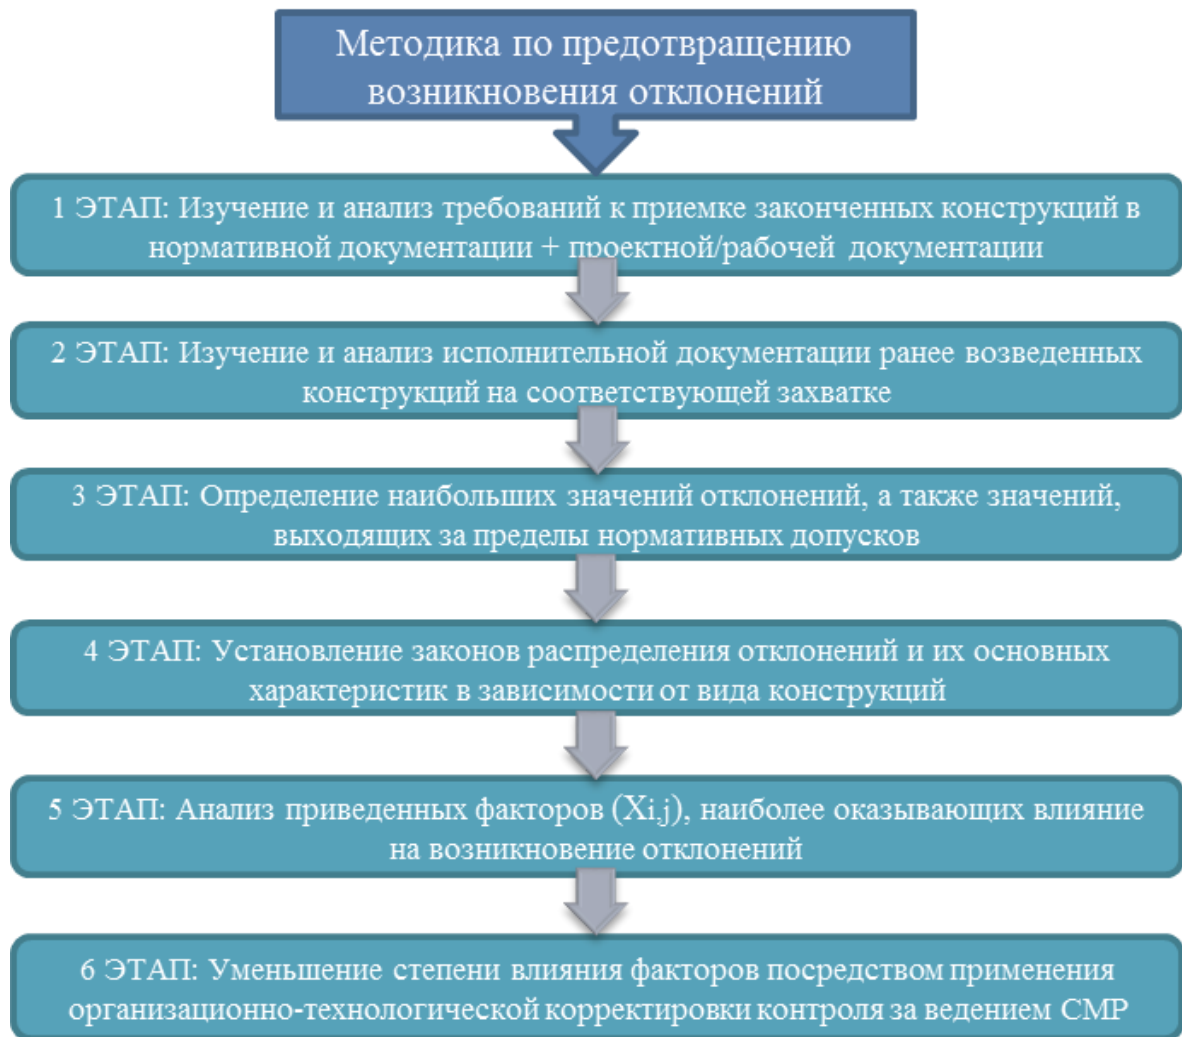 Методика по предотвращению
возникновения отклонений
1 ЭТАП: Изучение и анализ требований к приемке законченных конструкций в
нормативной документации + проектной/рабочей документации
2 ЭТАП: Изучение и анализ исполнительной документации ранее возведенных
конструкций на соответствующей захватке
3 ЭТАП: Определение наибольших значений отклонений, а также значений,
выходящих за пределы нормативных допусков
4 ЭТАП: Установление законов распределения отклонений и их основных
характеристик в зависимости от вида конструкций
5 ЭТАП: Анализ приведенных факторов (Xi,j), наиболее оказывающих влияние
на возникновение отклонений
6 ЭТАП: Уменьшение степени влияния факторов посредством применения
организационно-технологической корректировки контроля за ведением СМР